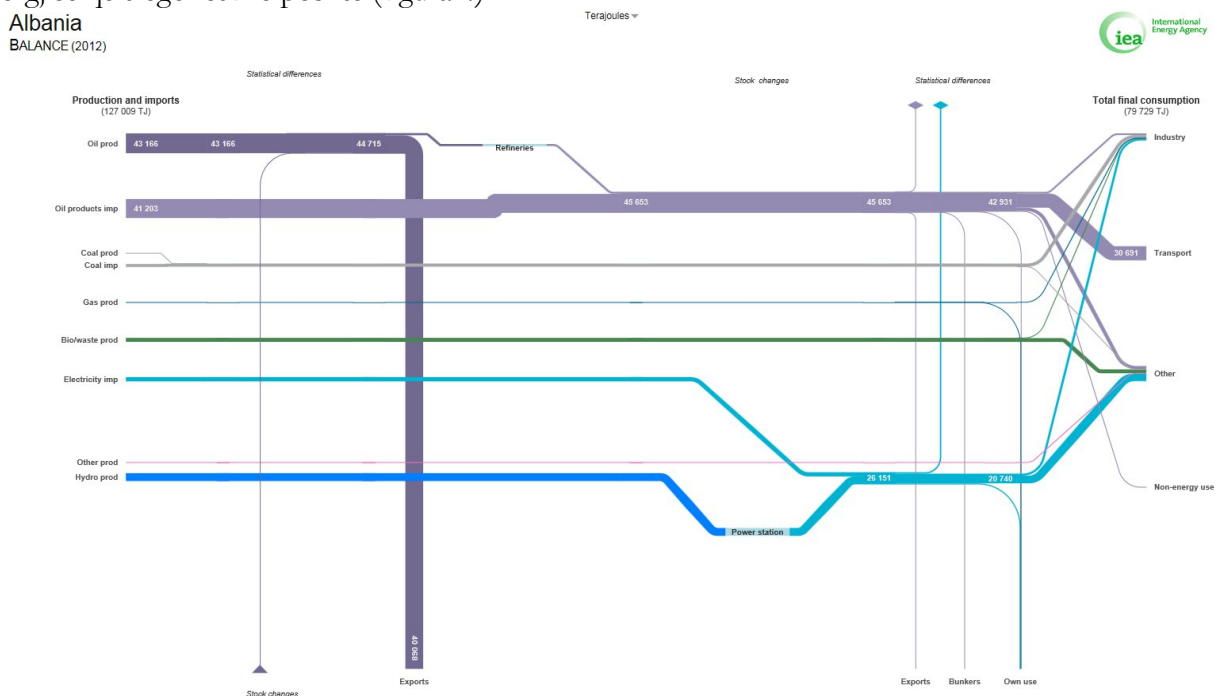 Albania
BALANCE (2012)
Terajoules
iea International
Energy Agency
Statistical differences
Stock changes
Statistical differences
Production and imports
(127 009 TJ)
Total final consumption
(79 729 TJ)
Oil prod 43 166 43 166 44 715
Refineries
Industry
Oil products imp 41 203 45 653 45 653 42 931
Coal prod
Coal imp
30 691 Transport
Gas prod
Bio/waste prod
Electricity imp
Other
Other prod
Hydro prod
26 151 20 740
Non-energy use
Power station
40 068
Exports
Exports Bunkers Own use
Stock changes